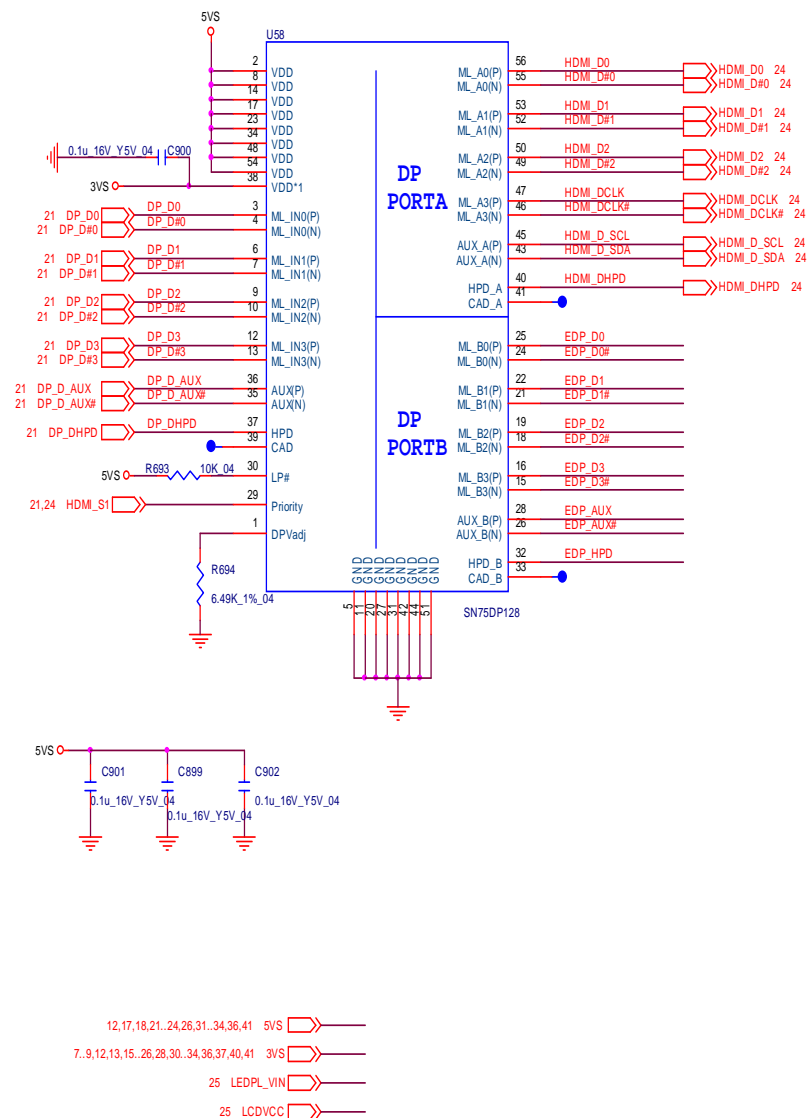 5VS
U58
2 VDD
8 VDD
14 VDD
17 VDD
23 VDD
34 VDD
48 VDD
54 VDD
38 VDD*1
0.1u_16V_Y5V_04 C900
3VS
21 DP_D0 DP_D0 3 ML_IN0(P)
21 DP_D#0 DP_D#0 4 ML_IN0(N)
21 DP_D1 DP_D1 6 ML_IN1(P)
21 DP_D#1 DP_D#1 7 ML_IN1(N)
21 DP_D2 DP_D2 9 ML_IN2(P)
21 DP_D#2 DP_D#2 10 ML_IN2(N)
21 DP_D3 DP_D3 12 ML_IN3(P)
21 DP_D#3 DP_D#3 13 ML_IN3(N)
21 DP_D_AUX DP_D_AUX 36 AUX(P)
21 DP_D_AUX# DP_D_AUX# 35 AUX(N)
21 DP_DHPD DP_DHPD 37 HPD
39 CAD
5VS R693 10K_04 30 LP#
21,24 HDMI_S1 29 Priority
1 DPVadj
R694
6.49K_1%_04
DP
PORTA
ML_A0(P) 56 HDMI_D0 HDMI_D0 24
ML_A0(N) 55 HDMI_D#0 HDMI_D#0 24
ML_A1(P) 53 HDMI_D1 HDMI_D1 24
ML_A1(N) 52 HDMI_D#1 HDMI_D#1 24
ML_A2(P) 50 HDMI_D2 HDMI_D2 24
ML_A2(N) 49 HDMI_D#2 HDMI_D#2 24
ML_A3(P) 47 HDMI_DCLK HDMI_DCLK 24
ML_A3(N) 46 HDMI_DCLK# HDMI_DCLK# 24
AUX_A(P) 45 HDMI_D_SCL HDMI_D_SCL 24
AUX_A(N) 43 HDMI_D_SDA HDMI_D_SDA 24
HPD_A 40 HDMI_DHPD HDMI_DHPD 24
CAD_A 41
DP
PORTB
ML_B0(P) 25 EDP_D0
ML_B0(N) 24 EDP_D0#
ML_B1(P) 22 EDP_D1
ML_B1(N) 21 EDP_D1#
ML_B2(P) 19 EDP_D2
ML_B2(N) 18 EDP_D2#
ML_B3(P) 16 EDP_D3
ML_B3(N) 15 EDP_D3#
AUX_B(P) 28 EDP_AUX
AUX_B(N) 26 EDP_AUX#
HPD_B 32 EDP_HPD
CAD_B 33
GND GND GND GND GND GND GND GND
5 11 20 27 31 42 44 51
SN75DP128
5VS
C901 C899 C902
0.1u_16V_Y5V_04 0.1u_16V_Y5V_04 0.1u_16V_Y5V_04
12,17,18,21..24,26,31..34,36,41 5VS
7..9,12,13,15..26,28,30..34,36,37,40,41 3VS
25 LEDPL_VIN
25 LCDVCC